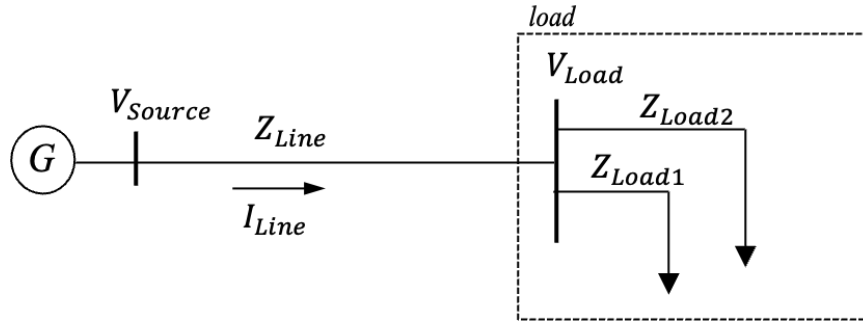 load
V_Load
V_Source
Z_Load2
G
Z_Line
Z_Load1
I_Line